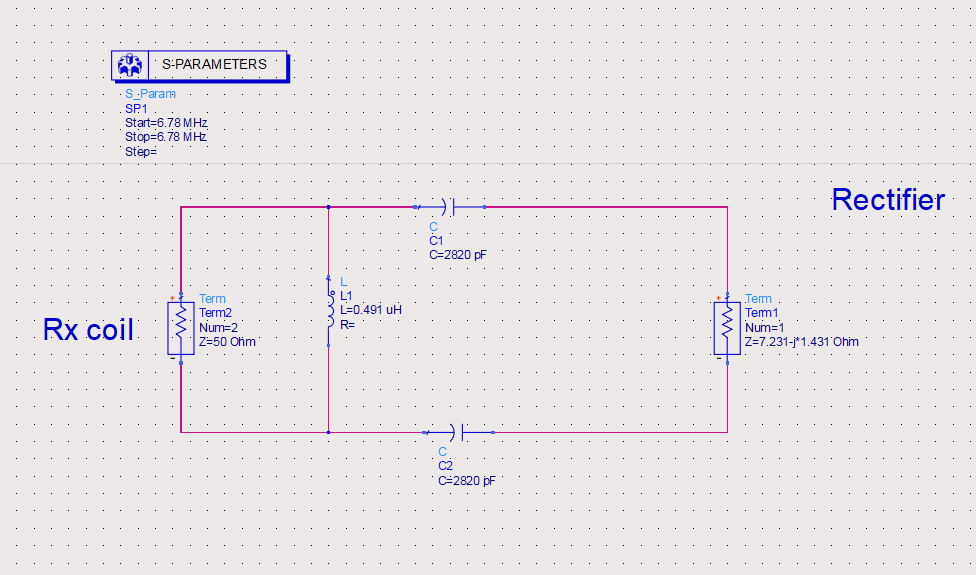 S-PARAMETERS
S_Param
SP1
Start=6.78 MHz
Stop=6.78 MHz
Step=
Rectifier
C
C1
C=2820 pF
L
L1
L=0.491 uH
R=
Term
Term2
Num=2
Z=50 Ohm
Rx coil
Term
Term1
Num=1
Z=7.231-j*1.431 Ohm
C
C2
C=2820 pF